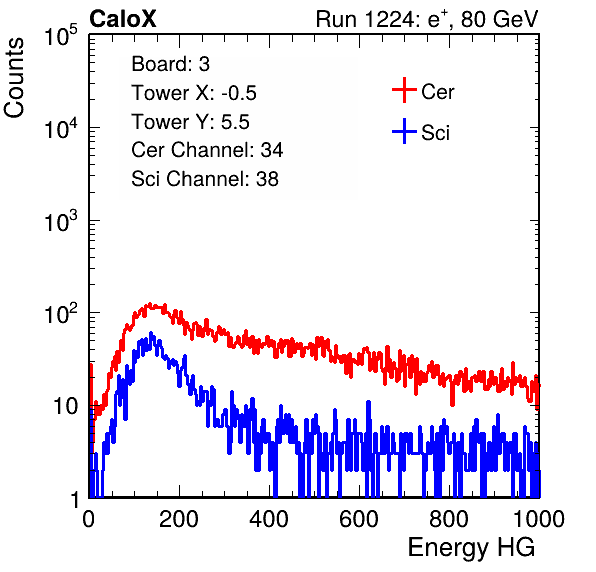 CaloX Run 1224: e⁺, 80 GeV
Counts
Board: 3
Tower X: -0.5
Tower Y: 5.5
Cer Channel: 34
Sci Channel: 38
Cer
Sci
10⁵
10⁴
10³
10²
10
1
0 200 400 600 800 1000
Energy HG